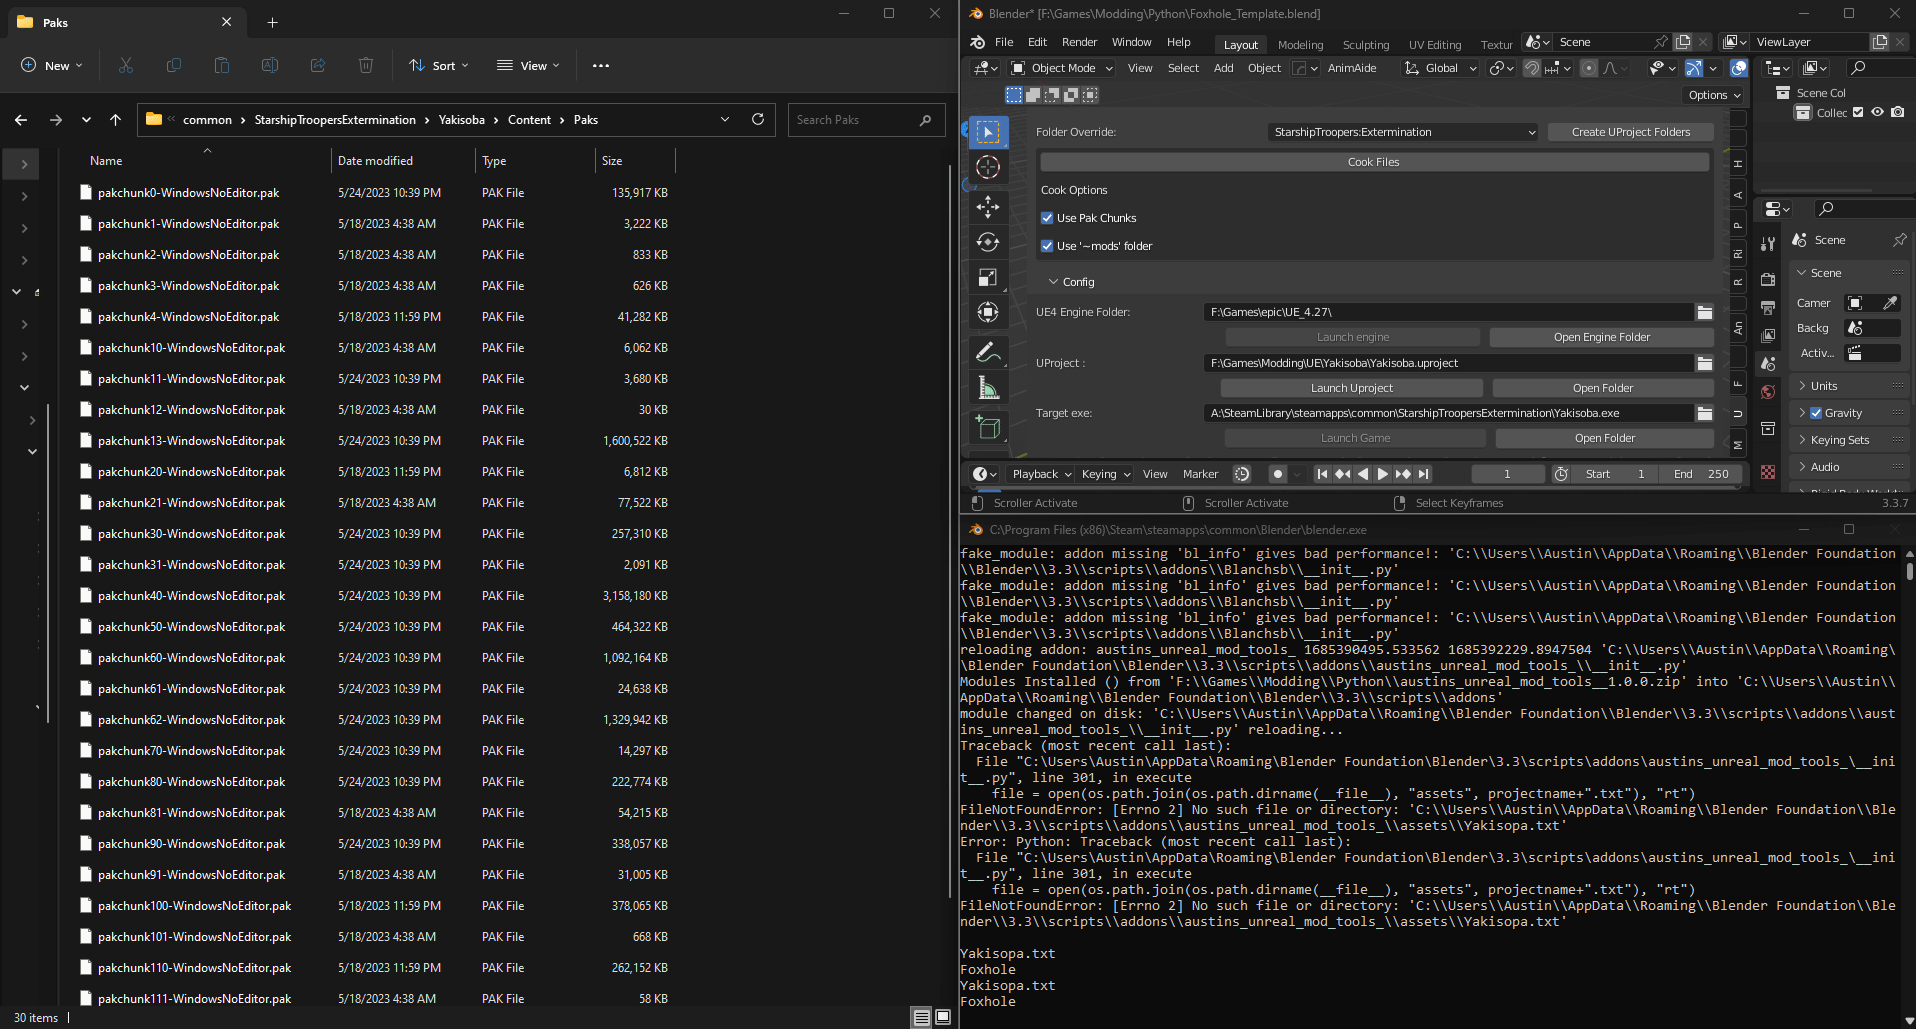 Paks
New
Sort
View
common > StarshipTroopersExtermination > Yakisoba > Content > Paks
Search Paks
Name Date modified Type Size
pakchunk0-WindowsNoEditor.pak 5/24/2023 10:39 PM PAK File 135,917 KB
pakchunk1-WindowsNoEditor.pak 5/18/2023 4:38 AM PAK File 3,222 KB
pakchunk2-WindowsNoEditor.pak 5/18/2023 4:38 AM PAK File 833 KB
pakchunk3-WindowsNoEditor.pak 5/18/2023 4:38 AM PAK File 626 KB
pakchunk4-WindowsNoEditor.pak 5/18/2023 11:59 PM PAK File 41,282 KB
pakchunk10-WindowsNoEditor.pak 5/18/2023 4:38 AM PAK File 6,062 KB
pakchunk11-WindowsNoEditor.pak 5/24/2023 10:39 PM PAK File 3,680 KB
pakchunk12-WindowsNoEditor.pak 5/18/2023 4:38 AM PAK File 30 KB
pakchunk13-WindowsNoEditor.pak 5/24/2023 10:39 PM PAK File 1,600,522 KB
pakchunk20-WindowsNoEditor.pak 5/18/2023 11:59 PM PAK File 6,812 KB
pakchunk21-WindowsNoEditor.pak 5/18/2023 4:38 AM PAK File 77,522 KB
pakchunk30-WindowsNoEditor.pak 5/24/2023 10:39 PM PAK File 257,310 KB
pakchunk31-WindowsNoEditor.pak 5/24/2023 10:39 PM PAK File 2,091 KB
pakchunk40-WindowsNoEditor.pak 5/24/2023 10:39 PM PAK File 3,158,180 KB
pakchunk50-WindowsNoEditor.pak 5/24/2023 10:39 PM PAK File 464,322 KB
pakchunk60-WindowsNoEditor.pak 5/24/2023 10:39 PM PAK File 1,092,164 KB
pakchunk61-WindowsNoEditor.pak 5/24/2023 10:39 PM PAK File 24,638 KB
pakchunk62-WindowsNoEditor.pak 5/24/2023 10:39 PM PAK File 1,329,942 KB
pakchunk70-WindowsNoEditor.pak 5/24/2023 10:39 PM PAK File 14,297 KB
pakchunk80-WindowsNoEditor.pak 5/24/2023 10:39 PM PAK File 222,774 KB
pakchunk81-WindowsNoEditor.pak 5/18/2023 4:38 AM PAK File 54,215 KB
pakchunk90-WindowsNoEditor.pak 5/24/2023 10:39 PM PAK File 338,057 KB
pakchunk91-WindowsNoEditor.pak 5/18/2023 4:38 AM PAK File 31,005 KB
pakchunk100-WindowsNoEditor.pak 5/18/2023 11:59 PM PAK File 378,065 KB
pakchunk101-WindowsNoEditor.pak 5/18/2023 4:38 AM PAK File 668 KB
pakchunk110-WindowsNoEditor.pak 5/18/2023 11:59 PM PAK File 262,152 KB
pakchunk111-WindowsNoEditor.pak 5/18/2023 4:38 AM PAK File 58 KB
30 items
Blender* [F:\Games\Modding\Python\Foxhole_Template.blend]
File Edit Render Window Help Layout Modeling Sculpting UV Editing Textur Scene ViewLayer
Object Mode View Select Add Object AnimAide Global
Options
Folder Override: StarshipTroopers:Extermination Create UProject Folders
Cook Files
Cook Options
Use Pak Chunks
Use '~mods' folder
Config
UE4 Engine Folder: F:\Games\epic\UE_4.27\
Launch engine Open Engine Folder
UProject : F:\Games\Modding\UE\Yakisoba\Yakisoba.uproject
Launch Uproject Open Folder
Target exe: A:\SteamLibrary\steamapps\common\StarshipTroopersExtermination\Yakisoba.exe
Launch Game Open Folder
H
A
P
Ri
R
An
F
U
M
Scene Col
Collec
Scene
Scene
Camer
Backg
Activ...
Units
Gravity
Keying Sets
Audio
Playback Keying View Marker 1 Start 1 End 250
Scroller Activate Scroller Activate Select Keyframes 3.3.7
C:\Program Files (x86)\Steam\steamapps\common\Blender\blender.exe
fake_module: addon missing 'bl_info' gives bad performance!: 'C:\\Users\\Austin\\AppData\\Roaming\\Blender Foundation
\\Blender\\3.3\\scripts\\addons\\Blanchsb\\__init__.py'
fake_module: addon missing 'bl_info' gives bad performance!: 'C:\\Users\\Austin\\AppData\\Roaming\\Blender Foundation
\\Blender\\3.3\\scripts\\addons\\Blanchsb\\__init__.py'
fake_module: addon missing 'bl_info' gives bad performance!: 'C:\\Users\\Austin\\AppData\\Roaming\\Blender Foundation
\\Blender\\3.3\\scripts\\addons\\Blanchsb\\__init__.py'
reloading addon: austins_unreal_mod_tools_ 1685390495.533562 1685392229.8947504 'C:\\Users\\Austin\\AppData\\Roaming\
\Blender Foundation\\Blender\\3.3\\scripts\\addons\\austins_unreal_mod_tools_\\__init__.py'
Modules Installed () from 'F:\\Games\\Modding\\Python\\austins_unreal_mod_tools__1.0.0.zip' into 'C:\\Users\\Austin\\
AppData\\Roaming\\Blender Foundation\\Blender\\3.3\\scripts\\addons'
module changed on disk: 'C:\\Users\\Austin\\AppData\\Roaming\\Blender Foundation\\Blender\\3.3\\scripts\\addons\\aust
ins_unreal_mod_tools_\\__init__.py' reloading...
Traceback (most recent call last):
File "C:\Users\Austin\AppData\Roaming\Blender Foundation\Blender\3.3\scripts\addons\austins_unreal_mod_tools_\__ini
t__.py", line 301, in execute
file = open(os.path.join(os.path.dirname(__file__), "assets", projectname+".txt"), "rt")
FileNotFoundError: [Errno 2] No such file or directory: 'C:\\Users\\Austin\\AppData\\Roaming\\Blender Foundation\\Ble
nder\\3.3\\scripts\\addons\\austins_unreal_mod_tools_\\assets\\Yakisopa.txt'
Error: Python: Traceback (most recent call last):
File "C:\Users\Austin\AppData\Roaming\Blender Foundation\Blender\3.3\scripts\addons\austins_unreal_mod_tools_\__ini
t__.py", line 301, in execute
file = open(os.path.join(os.path.dirname(__file__), "assets", projectname+".txt"), "rt")
FileNotFoundError: [Errno 2] No such file or directory: 'C:\\Users\\Austin\\AppData\\Roaming\\Blender Foundation\\Ble
nder\\3.3\\scripts\\addons\\austins_unreal_mod_tools_\\assets\\Yakisopa.txt'
Yakisopa.txt
Foxhole
Yakisopa.txt
Foxhole